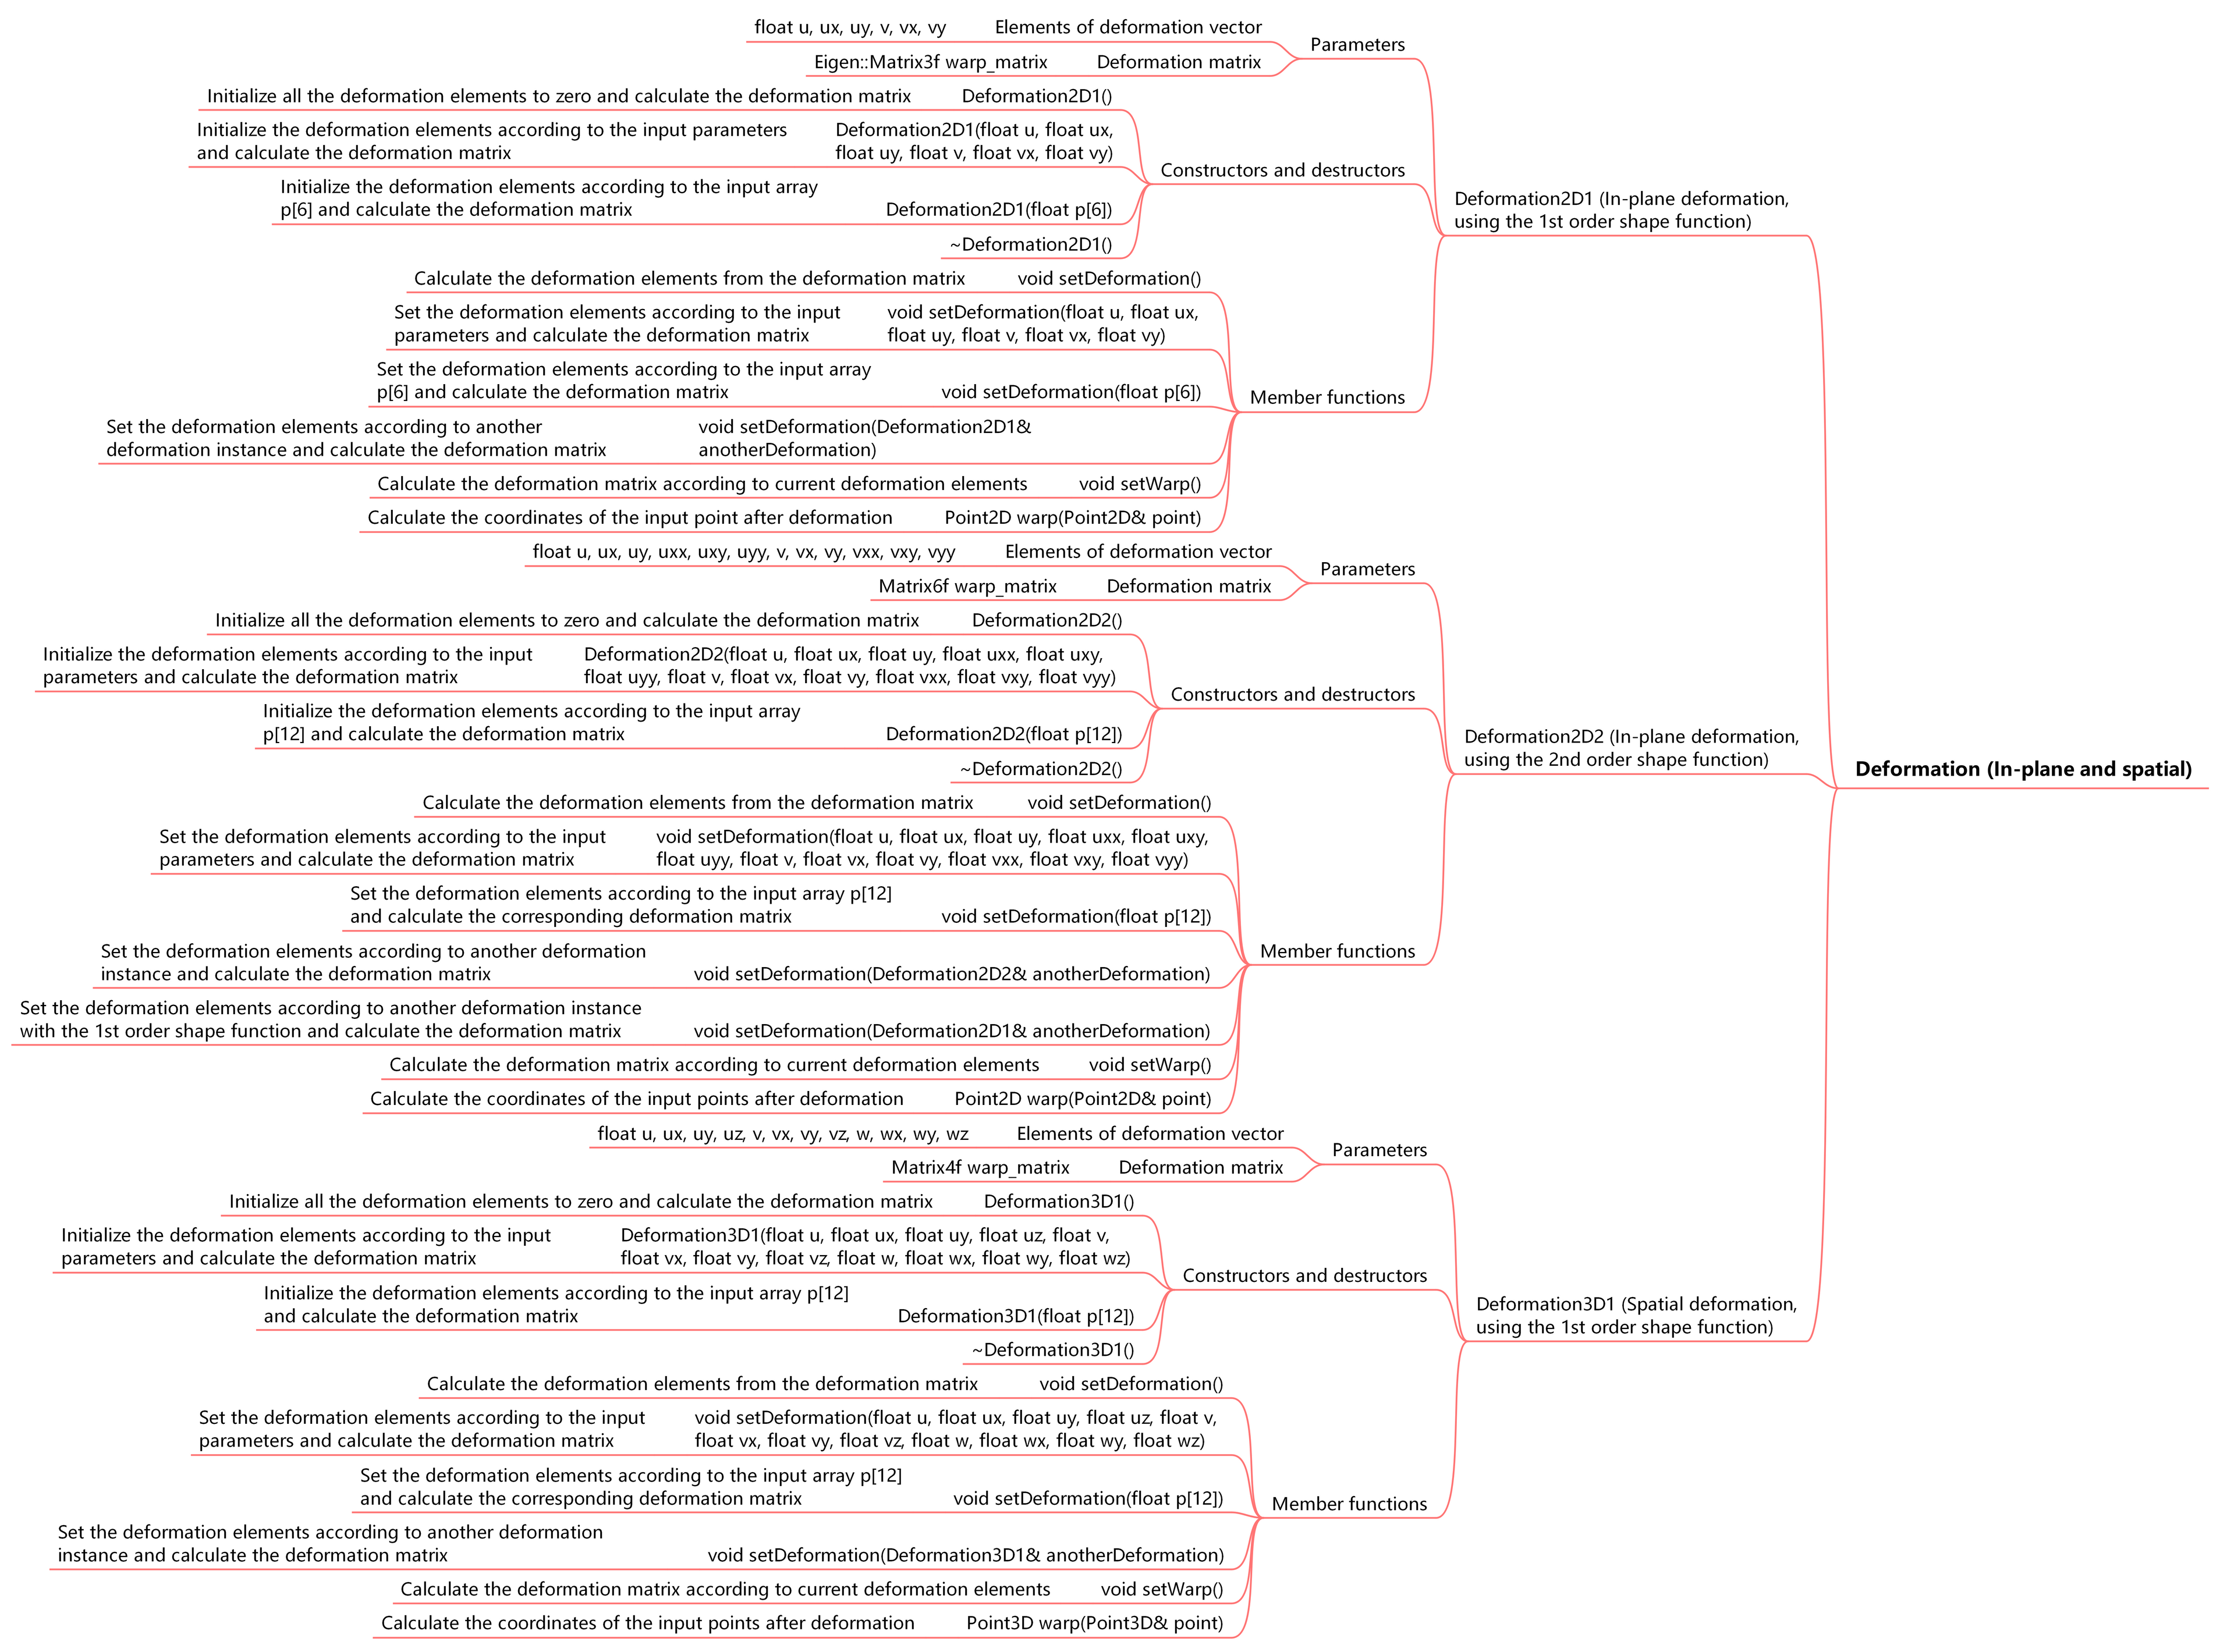 float u, ux, uy, v, vx, vy Elements of deformation vector
Parameters
Eigen::Matrix3f warp_matrix Deformation matrix
Initialize all the deformation elements to zero and calculate the deformation matrix Deformation2D1()
Initialize the deformation elements according to the input parameters
and calculate the deformation matrix
Deformation2D1(float u, float ux,
float uy, float v, float vx, float vy)
Constructors and destructors
Initialize the deformation elements according to the input array
p[6] and calculate the deformation matrix
Deformation2D1(float p[6])
~Deformation2D1()
Deformation2D1 (In-plane deformation,
using the 1st order shape function)
Calculate the deformation elements from the deformation matrix void setDeformation()
Set the deformation elements according to the input
parameters and calculate the deformation matrix
void setDeformation(float u, float ux,
float uy, float v, float vx, float vy)
Set the deformation elements according to the input array
p[6] and calculate the deformation matrix
void setDeformation(float p[6])
Member functions
Set the deformation elements according to another
deformation instance and calculate the deformation matrix
void setDeformation(Deformation2D1&
anotherDeformation)
Calculate the deformation matrix according to current deformation elements void setWarp()
Calculate the coordinates of the input point after deformation Point2D warp(Point2D& point)
float u, ux, uy, uxx, uxy, uyy, v, vx, vy, vxx, vxy, vyy Elements of deformation vector
Parameters
Matrix6f warp_matrix Deformation matrix
Initialize all the deformation elements to zero and calculate the deformation matrix Deformation2D2()
Initialize the deformation elements according to the input
parameters and calculate the deformation matrix
Deformation2D2(float u, float ux, float uy, float uxx, float uxy,
float uyy, float v, float vx, float vy, float vxx, float vxy, float vyy)
Constructors and destructors
Initialize the deformation elements according to the input array
p[12] and calculate the deformation matrix
Deformation2D2(float p[12])
~Deformation2D2()
Deformation2D2 (In-plane deformation,
using the 2nd order shape function)
Deformation (In-plane and spatial)
Calculate the deformation elements from the deformation matrix void setDeformation()
Set the deformation elements according to the input
parameters and calculate the deformation matrix
void setDeformation(float u, float ux, float uy, float uxx, float uxy,
float uyy, float v, float vx, float vy, float vxx, float vxy, float vyy)
Set the deformation elements according to the input array p[12]
and calculate the corresponding deformation matrix
void setDeformation(float p[12])
Member functions
Set the deformation elements according to another deformation
instance and calculate the deformation matrix
void setDeformation(Deformation2D2& anotherDeformation)
Set the deformation elements according to another deformation instance
with the 1st order shape function and calculate the deformation matrix
void setDeformation(Deformation2D1& anotherDeformation)
Calculate the deformation matrix according to current deformation elements void setWarp()
Calculate the coordinates of the input points after deformation Point2D warp(Point2D& point)
float u, ux, uy, uz, v, vx, vy, vz, w, wx, wy, wz Elements of deformation vector
Parameters
Matrix4f warp_matrix Deformation matrix
Initialize all the deformation elements to zero and calculate the deformation matrix Deformation3D1()
Initialize the deformation elements according to the input
parameters and calculate the deformation matrix
Deformation3D1(float u, float ux, float uy, float uz, float v,
float vx, float vy, float vz, float w, float wx, float wy, float wz)
Constructors and destructors
Initialize the deformation elements according to the input array p[12]
and calculate the deformation matrix
Deformation3D1(float p[12])
~Deformation3D1()
Deformation3D1 (Spatial deformation,
using the 1st order shape function)
Calculate the deformation elements from the deformation matrix void setDeformation()
Set the deformation elements according to the input
parameters and calculate the deformation matrix
void setDeformation(float u, float ux, float uy, float uz, float v,
float vx, float vy, float vz, float w, float wx, float wy, float wz)
Set the deformation elements according to the input array p[12]
and calculate the corresponding deformation matrix
void setDeformation(float p[12])
Member functions
Set the deformation elements according to another deformation
instance and calculate the deformation matrix
void setDeformation(Deformation3D1& anotherDeformation)
Calculate the deformation matrix according to current deformation elements void setWarp()
Calculate the coordinates of the input points after deformation Point3D warp(Point3D& point)